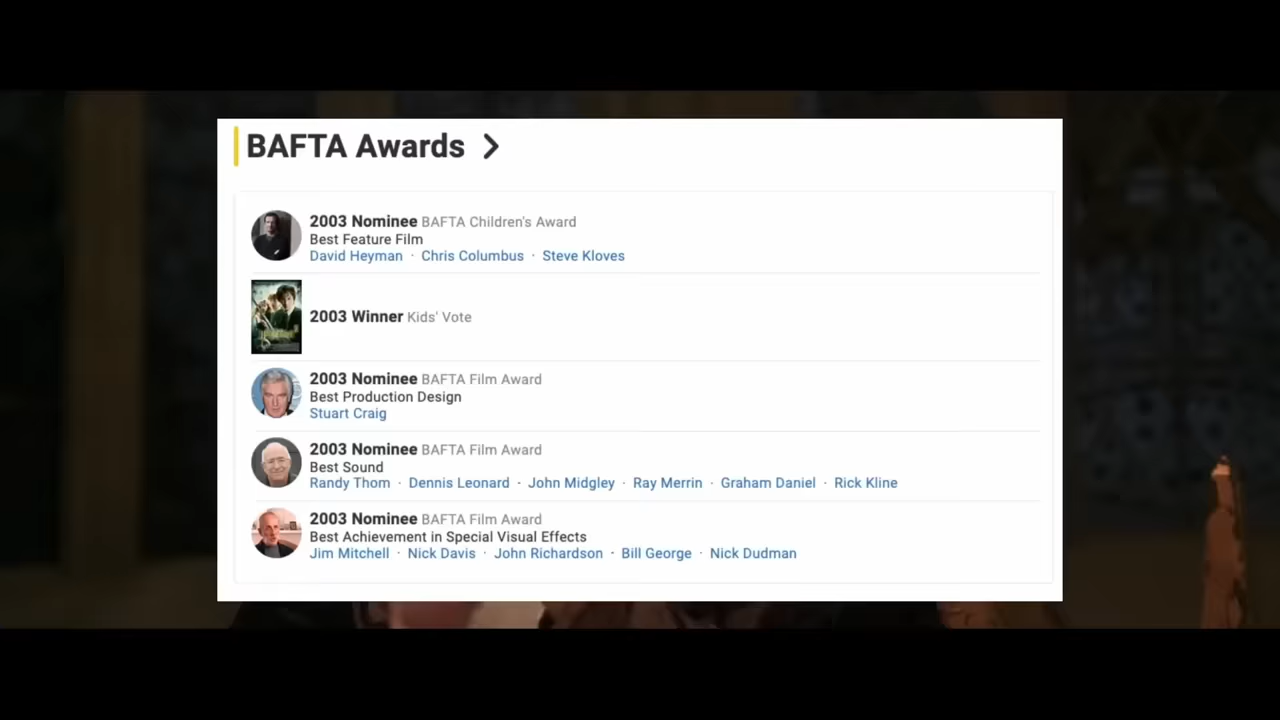 BAFTA Awards
2003 Nominee BAFTA Children's Award
Best Feature Film
David Heyman · Chris Columbus · Steve Kloves
2003 Winner Kids' Vote
2003 Nominee BAFTA Film Award
Best Production Design
Stuart Craig
2003 Nominee BAFTA Film Award
Best Sound
Randy Thom · Dennis Leonard · John Midgley · Ray Merrin · Graham Daniel · Rick Kline
2003 Nominee BAFTA Film Award
Best Achievement in Special Visual Effects
Jim Mitchell · Nick Davis · John Richardson · Bill George · Nick Dudman